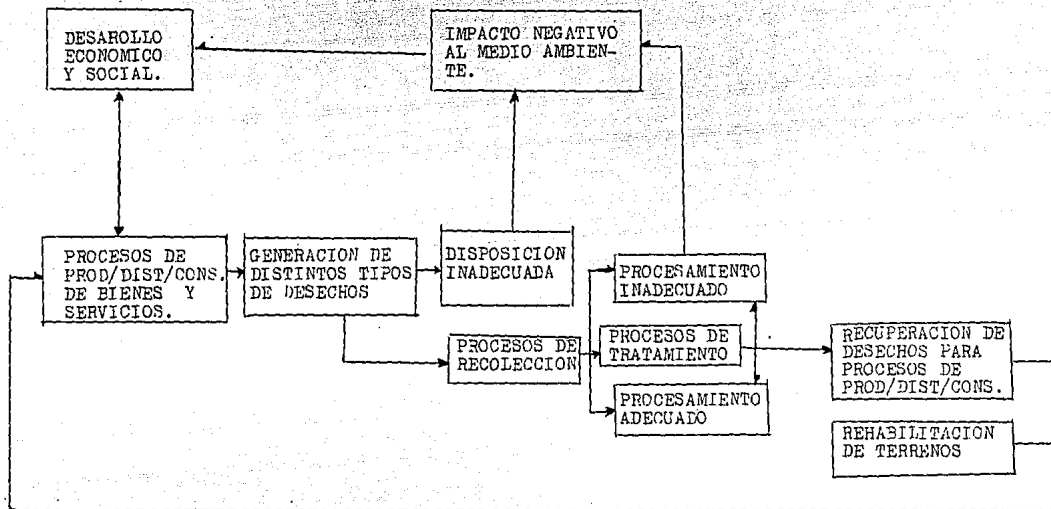 DESAROLLO
ECONOMICO
Y SOCIAL.
IMPACTO NEGATIVO
AL MEDIO AMBIEN-
TE.
PROCESOS DE
PROD/DIST/CONS.
DE BIENES Y
SERVICIOS.
GENERACION DE
DISTINTOS TIPOS
DE DESECHOS
DISPOSICION
INADECUADA
PROCESAMIENTO
INADECUADO
PROCESOS DE
RECOLECCION
PROCESOS DE
TRATAMIENTO
PROCESAMIENTO
ADECUADO
RECUPERACION DE
DESECHOS PARA
PROCESOS DE
PROD/DIST/CONS.
REHABILITACION
DE TERRENOS